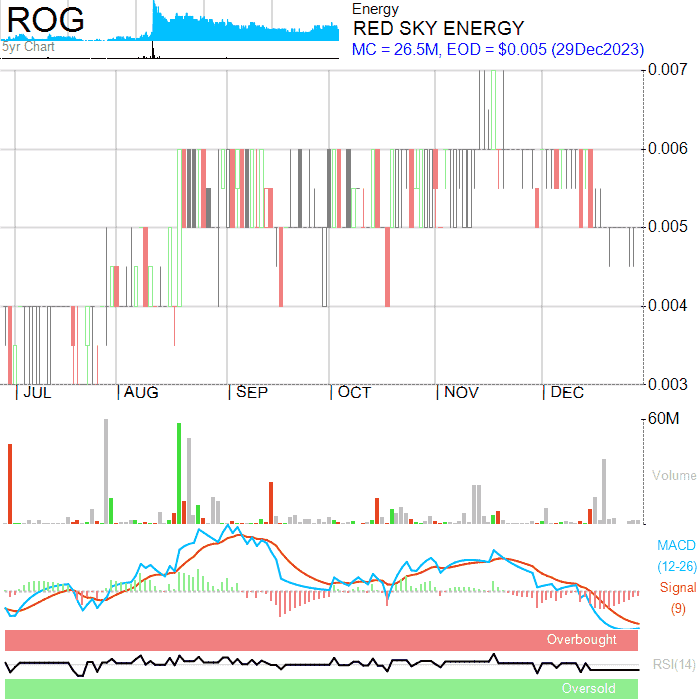 ROG
5yr Chart
Energy
RED SKY ENERGY
MC = 26.5M, EOD = $0.005 (29Dec2023)
0.007
0.006
0.005
0.004
0.003
JUL
AUG
SEP
OCT
NOV
DEC
60M
Volume
MACD
(12-26)
Signal
(9)
Overbought
RSI(14)
Oversold